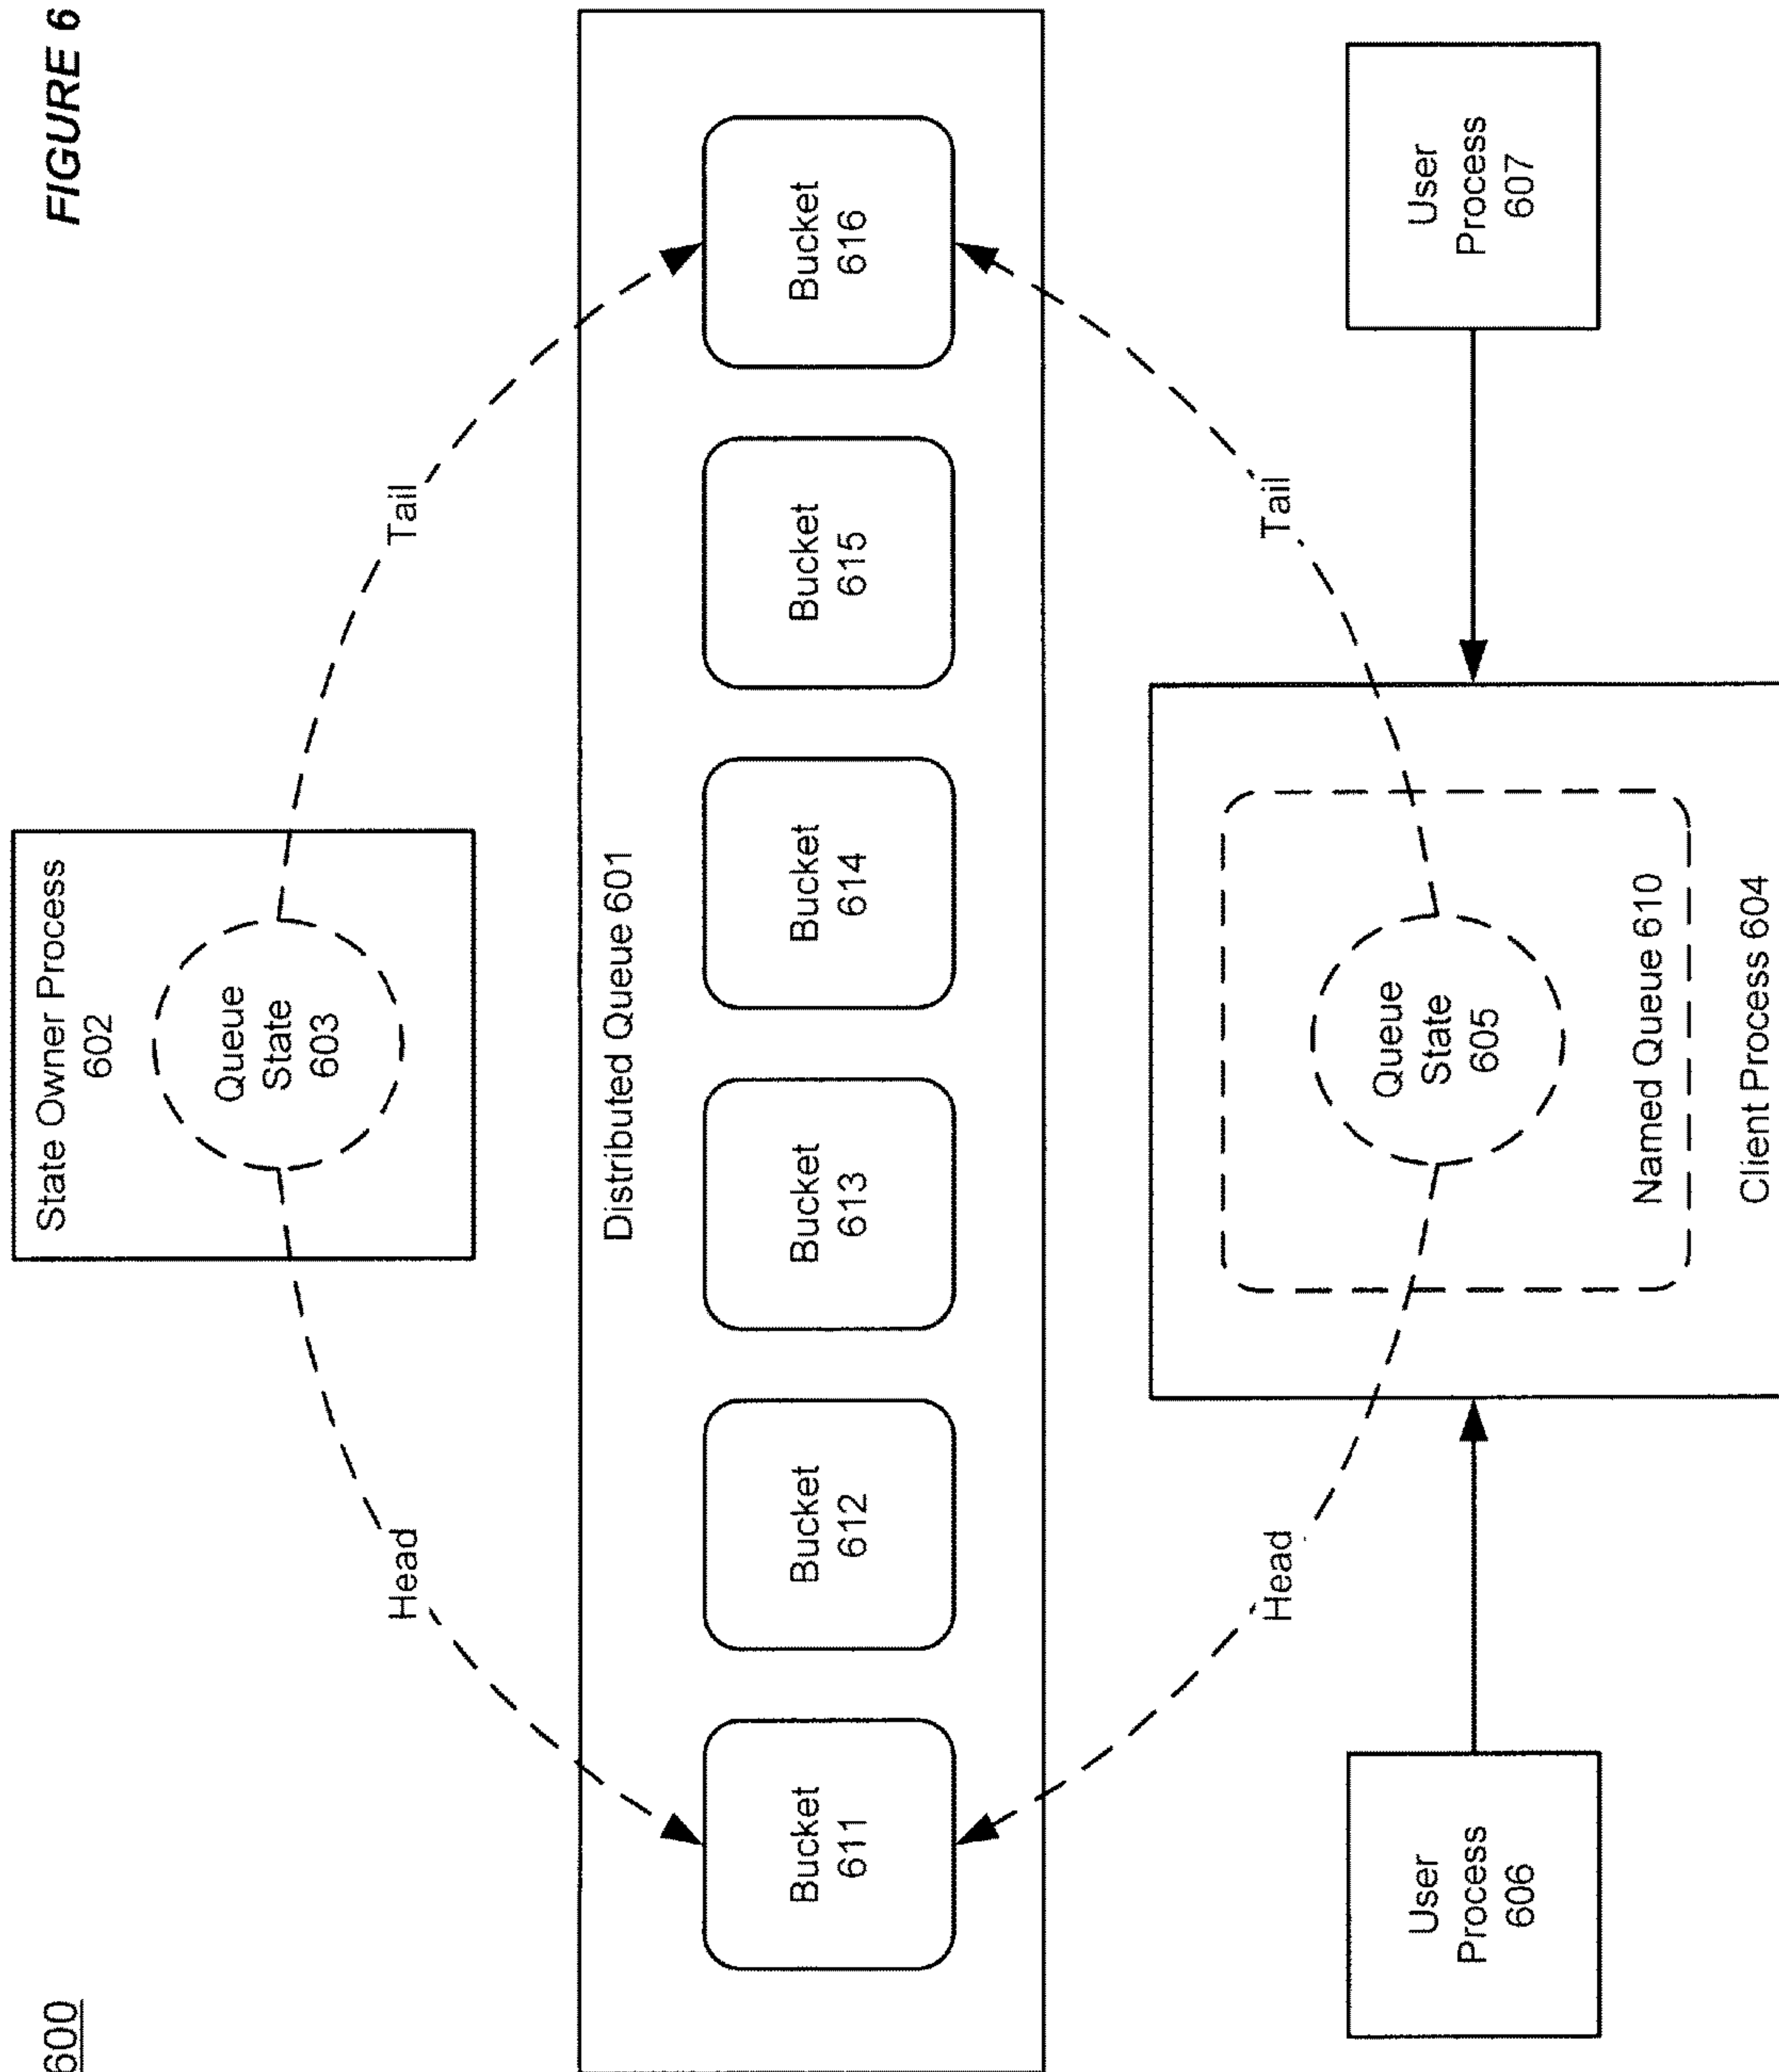 600
FIGURE 6
State Owner Process
602
Queue
State
603
Head
Tail
Distributed Queue 601
Bucket
611
Bucket
612
Bucket
613
Bucket
614
Bucket
615
Bucket
616
Head
Tail
Queue
State
605
Named Queue 610
Client Process 604
User
Process
606
User
Process
607